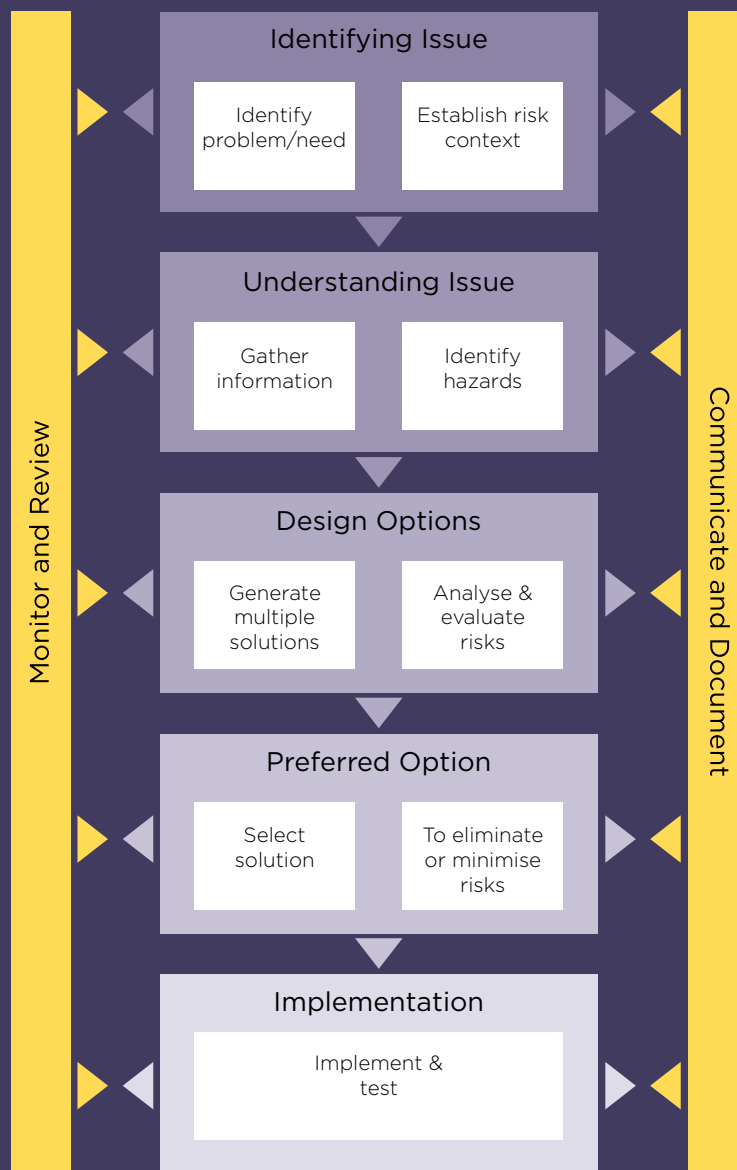 Identifying Issue
Identify
problem/need
Establish risk
context
Understanding Issue
Gather
information
Identify
hazards
Design Options
Generate
multiple
solutions
Analyse &
evaluate
risks
Preferred Option
Select
solution
To eliminate
or minimise
risks
Implementation
Implement &
test
Monitor and Review
Communicate and Document